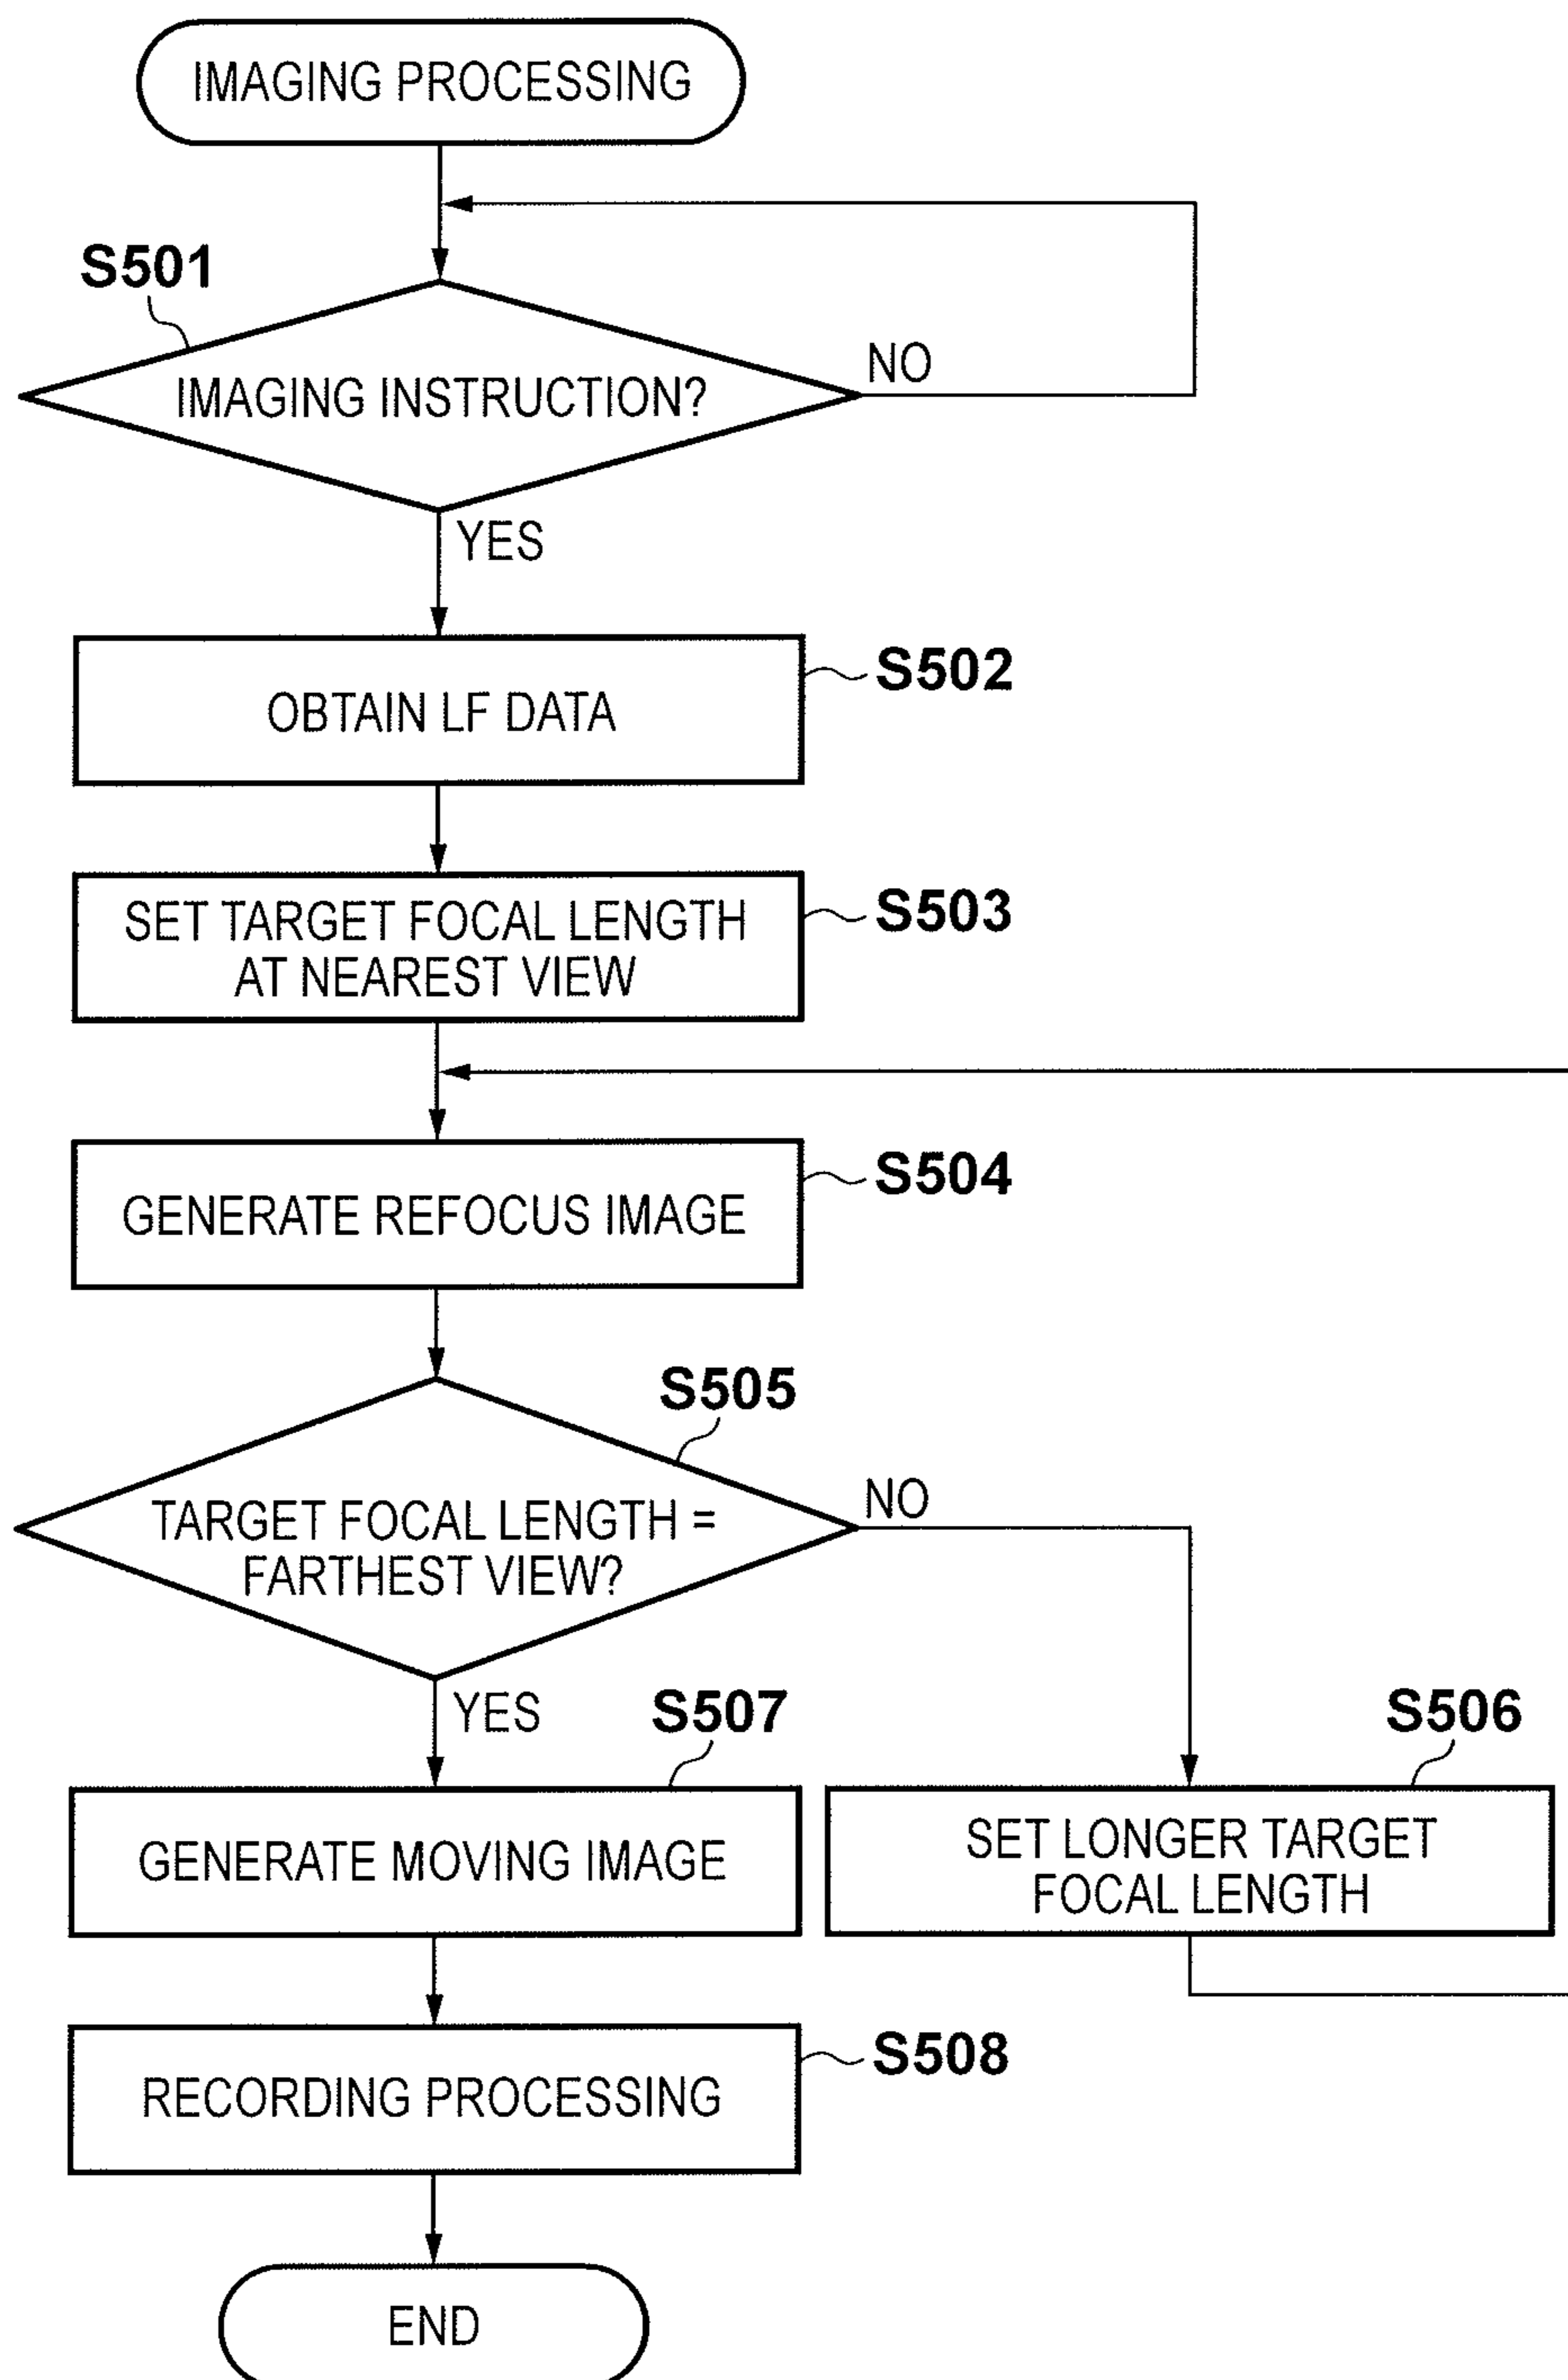 IMAGING PROCESSING
S501
IMAGING INSTRUCTION?
NO
YES
OBTAIN LF DATA
S502
SET TARGET FOCAL LENGTH
AT NEAREST VIEW
S503
GENERATE REFOCUS IMAGE
S504
S505
TARGET FOCAL LENGTH =
FARTHEST VIEW?
NO
YES
S507
S506
GENERATE MOVING IMAGE
SET LONGER TARGET
FOCAL LENGTH
RECORDING PROCESSING
S508
END